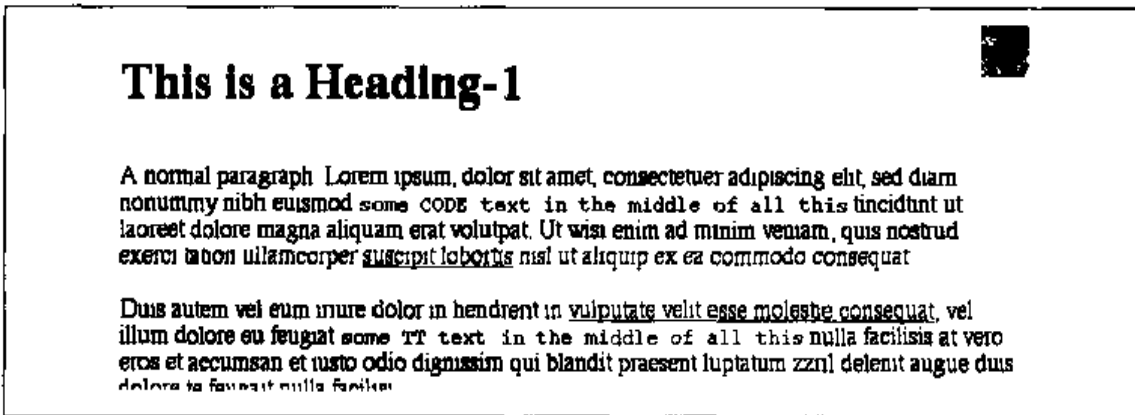 This is a Heading-1
A normal paragraph Lorem ipsum, dolor sit amet, consectetuer adipiscing elit, sed diam
nonummy nibh euismod some CODE text in the middle of all this tincidunt ut
laoreet dolore magna aliquam erat volutpat. Ut wisi enim ad minim veniam, quis nostrud
exerci tation ullamcorper suscipit lobortis nisl ut aliquip ex ea commodo consequat
Duis autem vel eum iriure dolor in hendrerit in vulputate velit esse molestie consequat, vel
illum dolore eu feugiat some TT text in the middle of all this nulla facilisis at vero
eros et accumsan et iusto odio dignissim qui blandit praesent luptatum zzril delenit augue duis
dolore te feugait nulla facilisi